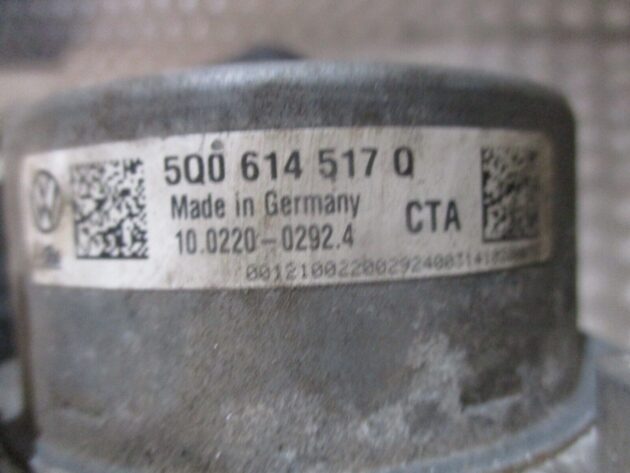 5Q0 614 517 Q
Made in Germany
CTA
10.0220-0292.4